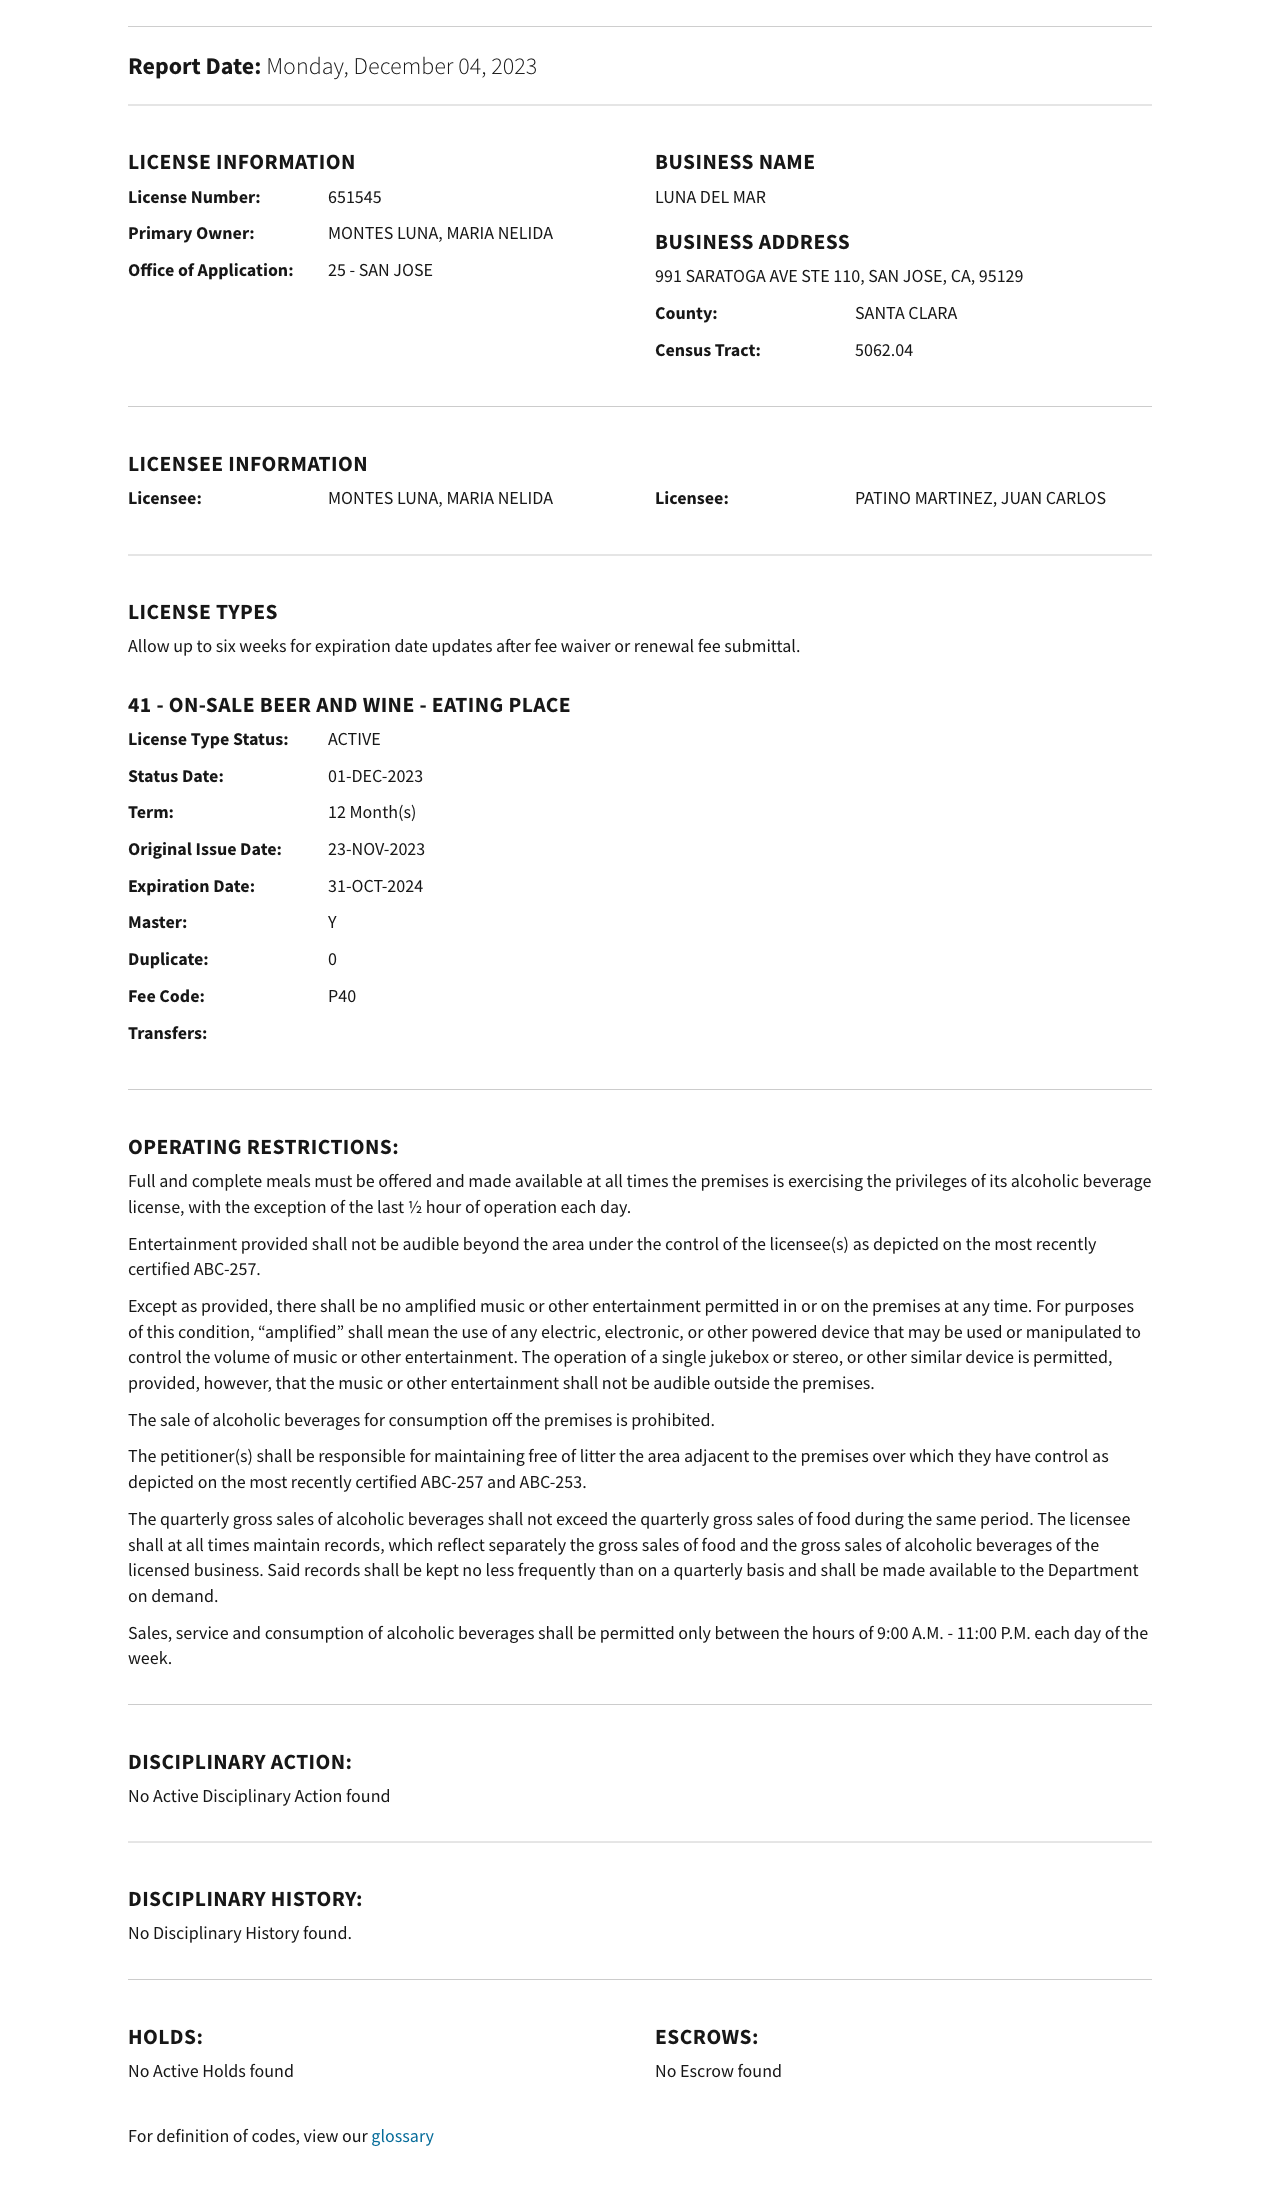 Report Date: Monday, December 04, 2023
LICENSE INFORMATION
License Number: 651545
Primary Owner: MONTES LUNA, MARIA NELIDA
Office of Application: 25 - SAN JOSE
BUSINESS NAME
LUNA DEL MAR
BUSINESS ADDRESS
991 SARATOGA AVE STE 110, SAN JOSE, CA, 95129
County: SANTA CLARA
Census Tract: 5062.04
LICENSEE INFORMATION
Licensee: MONTES LUNA, MARIA NELIDA
Licensee: PATINO MARTINEZ, JUAN CARLOS
LICENSE TYPES
Allow up to six weeks for expiration date updates after fee waiver or renewal fee submittal.
41 - ON-SALE BEER AND WINE - EATING PLACE
License Type Status: ACTIVE
Status Date: 01-DEC-2023
Term: 12 Month(s)
Original Issue Date: 23-NOV-2023
Expiration Date: 31-OCT-2024
Master: Y
Duplicate: 0
Fee Code: P40
Transfers:
OPERATING RESTRICTIONS:
Full and complete meals must be offered and made available at all times the premises is exercising the privileges of its alcoholic beverage
license, with the exception of the last ½ hour of operation each day.
Entertainment provided shall not be audible beyond the area under the control of the licensee(s) as depicted on the most recently
certified ABC-257.
Except as provided, there shall be no amplified music or other entertainment permitted in or on the premises at any time. For purposes
of this condition, “amplified” shall mean the use of any electric, electronic, or other powered device that may be used or manipulated to
control the volume of music or other entertainment. The operation of a single jukebox or stereo, or other similar device is permitted,
provided, however, that the music or other entertainment shall not be audible outside the premises.
The sale of alcoholic beverages for consumption off the premises is prohibited.
The petitioner(s) shall be responsible for maintaining free of litter the area adjacent to the premises over which they have control as
depicted on the most recently certified ABC-257 and ABC-253.
The quarterly gross sales of alcoholic beverages shall not exceed the quarterly gross sales of food during the same period. The licensee
shall at all times maintain records, which reflect separately the gross sales of food and the gross sales of alcoholic beverages of the
licensed business. Said records shall be kept no less frequently than on a quarterly basis and shall be made available to the Department
on demand.
Sales, service and consumption of alcoholic beverages shall be permitted only between the hours of 9:00 A.M. - 11:00 P.M. each day of the
week.
DISCIPLINARY ACTION:
No Active Disciplinary Action found
DISCIPLINARY HISTORY:
No Disciplinary History found.
HOLDS:
No Active Holds found
ESCROWS:
No Escrow found
For definition of codes, view our glossary